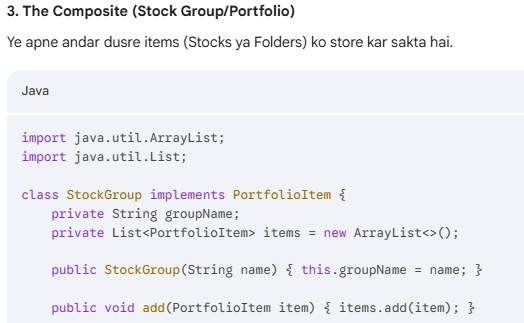 3. The Composite (Stock Group/Portfolio)
Ye apne andar dusre items (Stocks ya Folders) ko store kar sakta hai.
Java
import java.util.ArrayList;
import java.util.List;
class StockGroup implements PortfolioItem {
    private String groupName;
    private List<PortfolioItem> items = new ArrayList<>();
    public StockGroup(String name) { this.groupName = name; }
    public void add(PortfolioItem item) { items.add(item); }